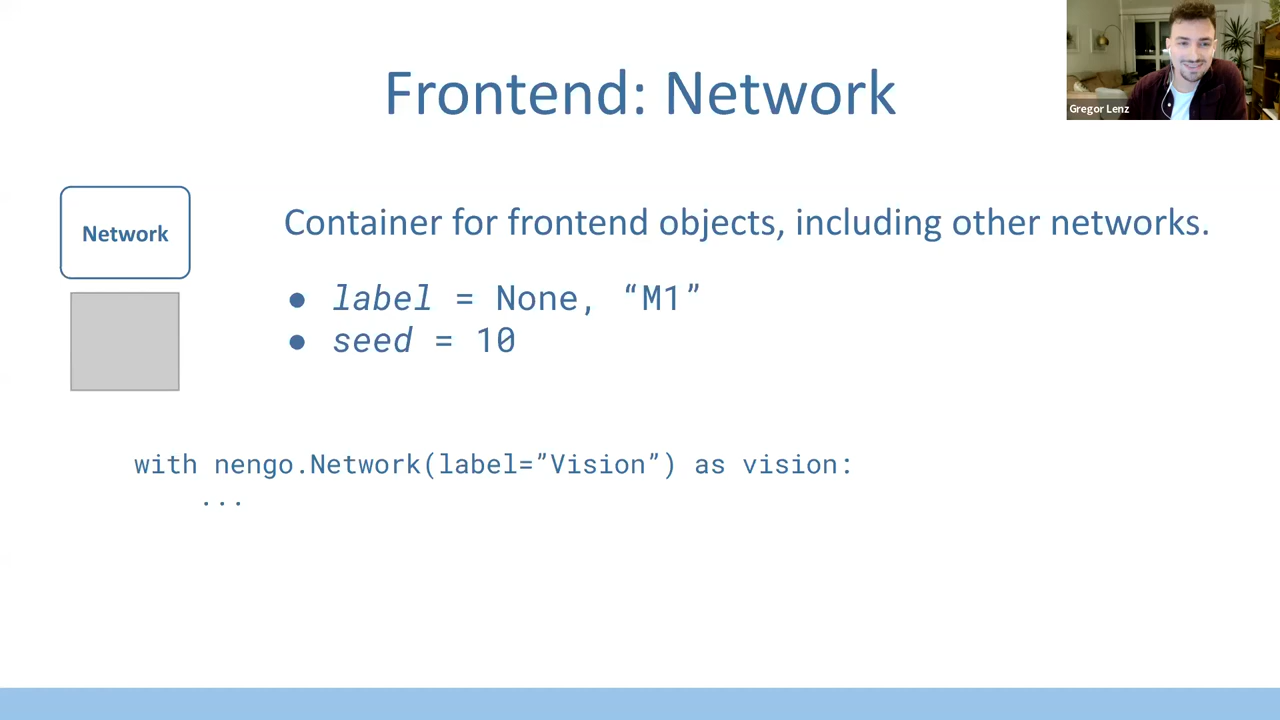 Frontend: Network
Gregor Lenz
Network
Container for frontend objects, including other networks.
● label = None, “M1”
● seed = 10
with nengo.Network(label=”Vision”) as vision:
...